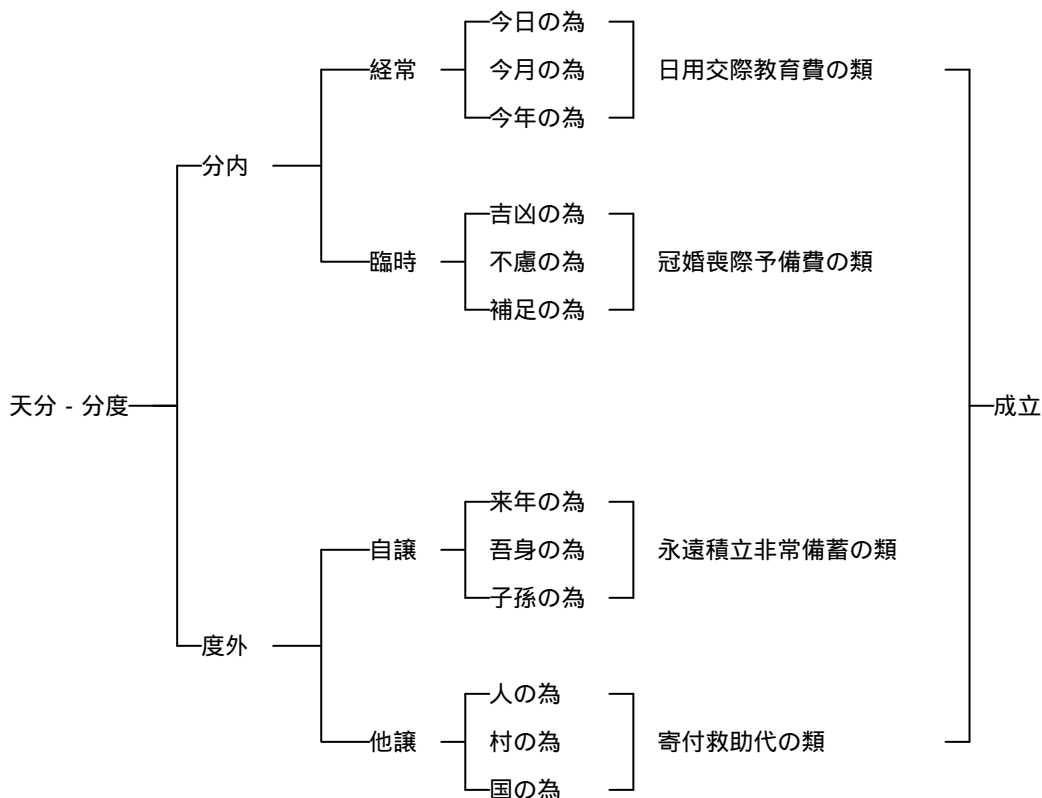 今日の為
経常 今月の為 日用交際教育費の類
今年の為
分内
吉凶の為
臨時 不慮の為 冠婚喪際予備費の類
補足の為
天分 - 分度 成立
来年の為
自譲 吾身の為 永遠積立非常備蓄の類
子孫の為
度外
人の為
他譲 村の為 寄付救助代の類
国の為